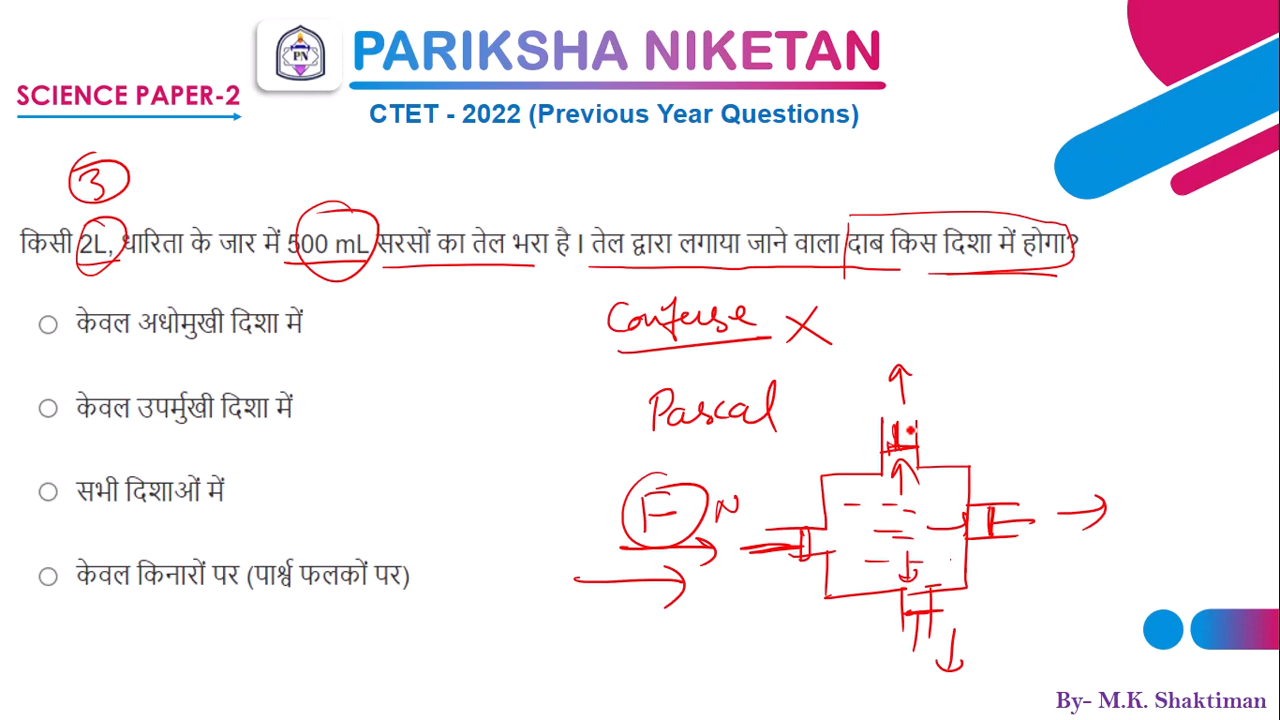 PN
PARIKSHA NIKETAN
SCIENCE PAPER-2
CTET - 2022 (Previous Year Questions)
3
किसी 2L, धारिता के जार में 500 mL सरसों का तेल भरा है । तेल द्वारा लगाया जाने वाला दाब किस दिशा में होगा?
केवल अधोमुखी दिशा में
Confuse X
केवल उपर्मुखी दिशा में
Pascal
सभी दिशाओं में
F N
केवल किनारों पर (पार्श्व फलकों पर)
By- M.K. Shaktiman